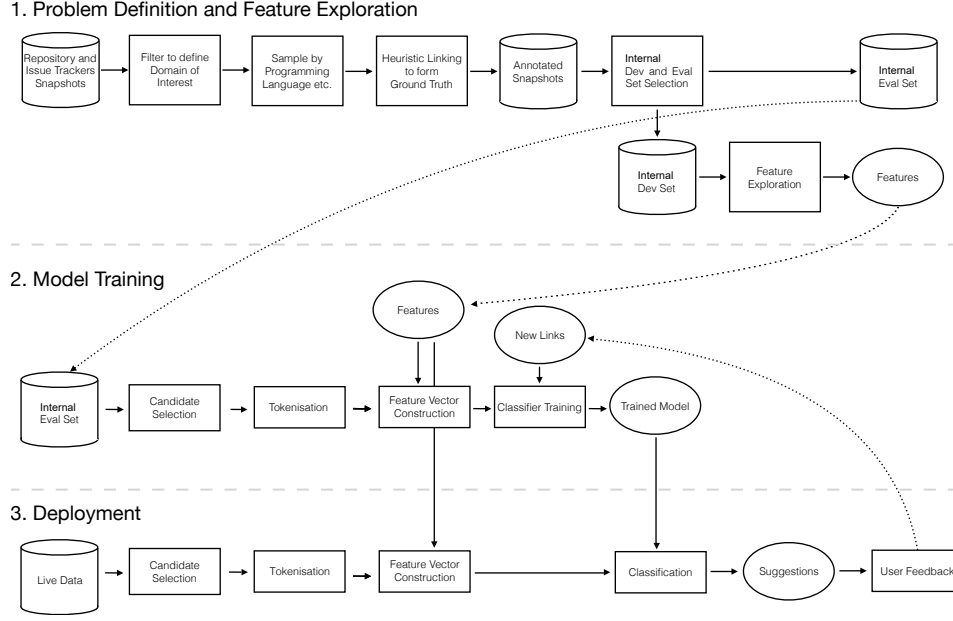 1. Problem Definition and Feature Exploration
Repository and
Issue Trackers
Snapshots
Filter to define
Domain of
Interest
Sample by
Programming
Language etc.
Heuristic Linking
to form
Ground Truth
Annotated
Snapshots
Internal
Dev and Eval
Set Selection
Internal
Eval Set
Internal
Dev Set
Feature
Exploration
Features
2. Model Training
Features
New Links
Internal
Eval Set
Candidate
Selection
Tokenisation
Feature Vector
Construction
Classifier Training
Trained Model
3. Deployment
Live Data
Candidate
Selection
Tokenisation
Feature Vector
Construction
Classification
Suggestions
User Feedback